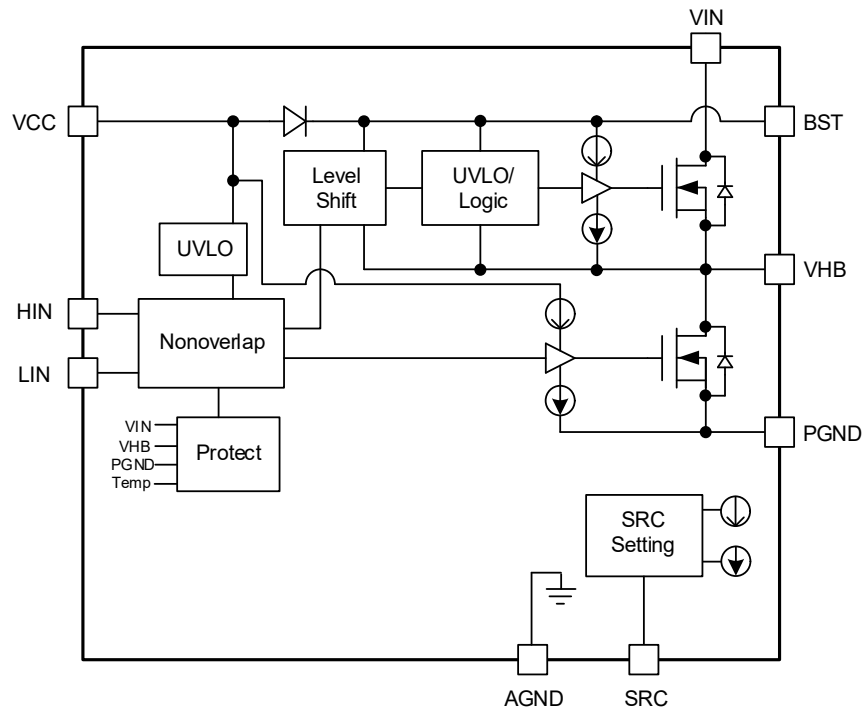 VIN
VCC
BST
Level
Shift
UVLO/
Logic
UVLO
VHB
HIN
Nonoverlap
LIN
VIN
VHB
PGND
Temp
Protect
PGND
SRC
Setting
AGND
SRC